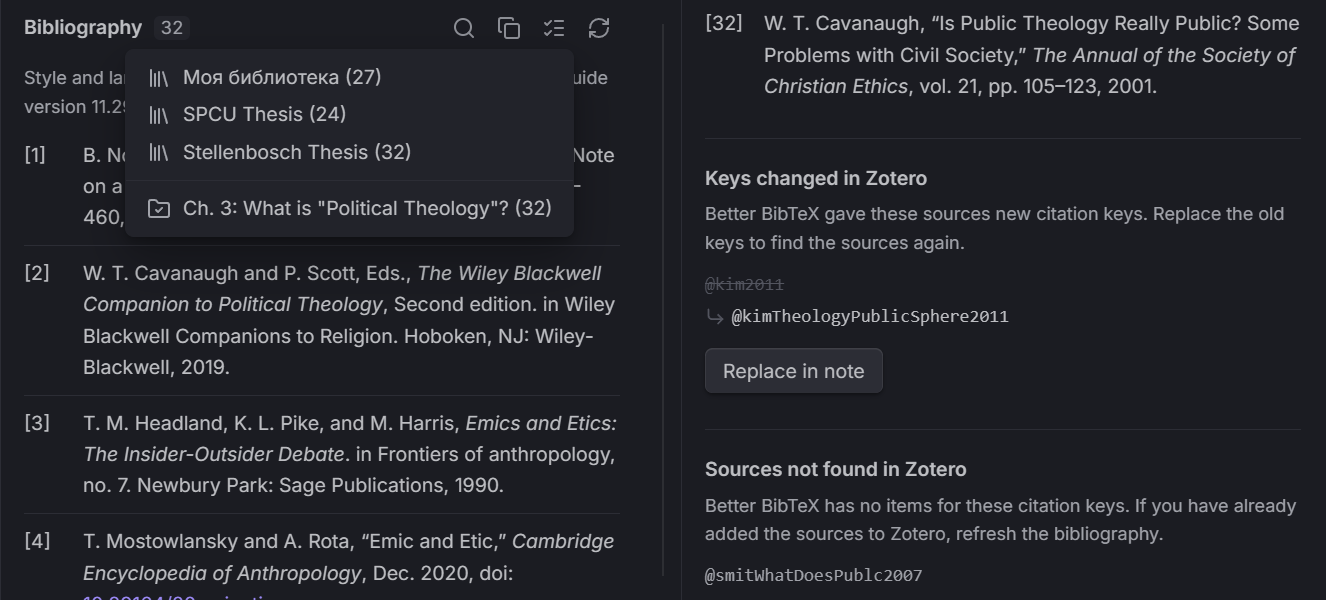 Bibliography 32
Моя библиотека (27)
SPCU Thesis (24)
Stellenbosch Thesis (32)
Ch. 3: What is "Political Theology"? (32)
Style and
version 11.29
[1] B. Note
on a
460,
[2] W. T. Cavanaugh and P. Scott, Eds., The Wiley Blackwell
Companion to Political Theology, Second edition. in Wiley
Blackwell Companions to Religion. Hoboken, NJ: Wiley-
Blackwell, 2019.
[3] T. M. Headland, K. L. Pike, and M. Harris, Emics and Etics:
The Insider-Outsider Debate. in Frontiers of anthropology,
no. 7. Newbury Park: Sage Publications, 1990.
[4] T. Mostowlansky and A. Rota, “Emic and Etic,” Cambridge
Encyclopedia of Anthropology, Dec. 2020, doi:
[32] W. T. Cavanaugh, “Is Public Theology Really Public? Some
Problems with Civil Society,” The Annual of the Society of
Christian Ethics, vol. 21, pp. 105–123, 2001.
Keys changed in Zotero
Better BibTeX gave these sources new citation keys. Replace the old
keys to find the sources again.
@kim2011
@kimTheologyPublicSphere2011
Replace in note
Sources not found in Zotero
Better BibTeX has no items for these citation keys. If you have already
added the sources to Zotero, refresh the bibliography.
@smitWhatDoesPublc2007